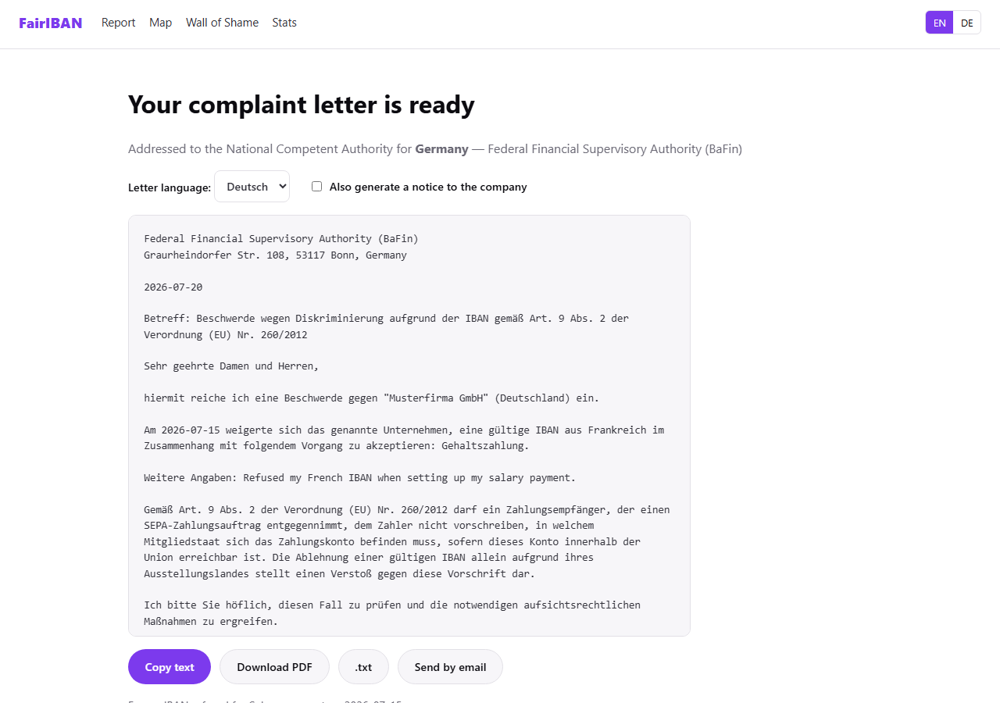 FairIBAN Report Map Wall of Shame Stats EN DE
Your complaint letter is ready
Addressed to the National Competent Authority for Germany — Federal Financial Supervisory Authority (BaFin)
Letter language: Deutsch Also generate a notice to the company
Federal Financial Supervisory Authority (BaFin)
Graurheindorfer Str. 108, 53117 Bonn, Germany
2026-07-20
Betreff: Beschwerde wegen Diskriminierung aufgrund der IBAN gemäß Art. 9 Abs. 2 der
Verordnung (EU) Nr. 260/2012
Sehr geehrte Damen und Herren,
hiermit reiche ich eine Beschwerde gegen "Musterfirma GmbH" (Deutschland) ein.
Am 2026-07-15 weigerte sich das genannte Unternehmen, eine gültige IBAN aus Frankreich im
Zusammenhang mit folgendem Vorgang zu akzeptieren: Gehaltszahlung.
Weitere Angaben: Refused my French IBAN when setting up my salary payment.
Gemäß Art. 9 Abs. 2 der Verordnung (EU) Nr. 260/2012 darf ein Zahlungsempfänger, der einen
SEPA-Zahlungsauftrag entgegennimmt, dem Zahler nicht vorschreiben, in welchem
Mitgliedstaat sich das Zahlungskonto befinden muss, sofern dieses Konto innerhalb der
Union erreichbar ist. Die Ablehnung einer gültigen IBAN allein aufgrund ihres
Ausstellungslandes stellt einen Verstoß gegen diese Vorschrift dar.
Ich bitte Sie höflich, diesen Fall zu prüfen und die notwendigen aufsichtsrechtlichen
Maßnahmen zu ergreifen.
Copy text Download PDF .txt Send by email